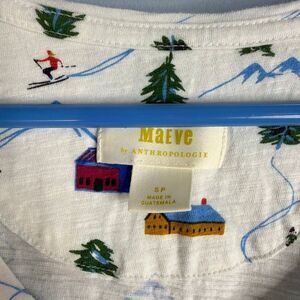 MAEVE
by ANTHROPOLOGIE
SP
MADE IN
GUATEMALA